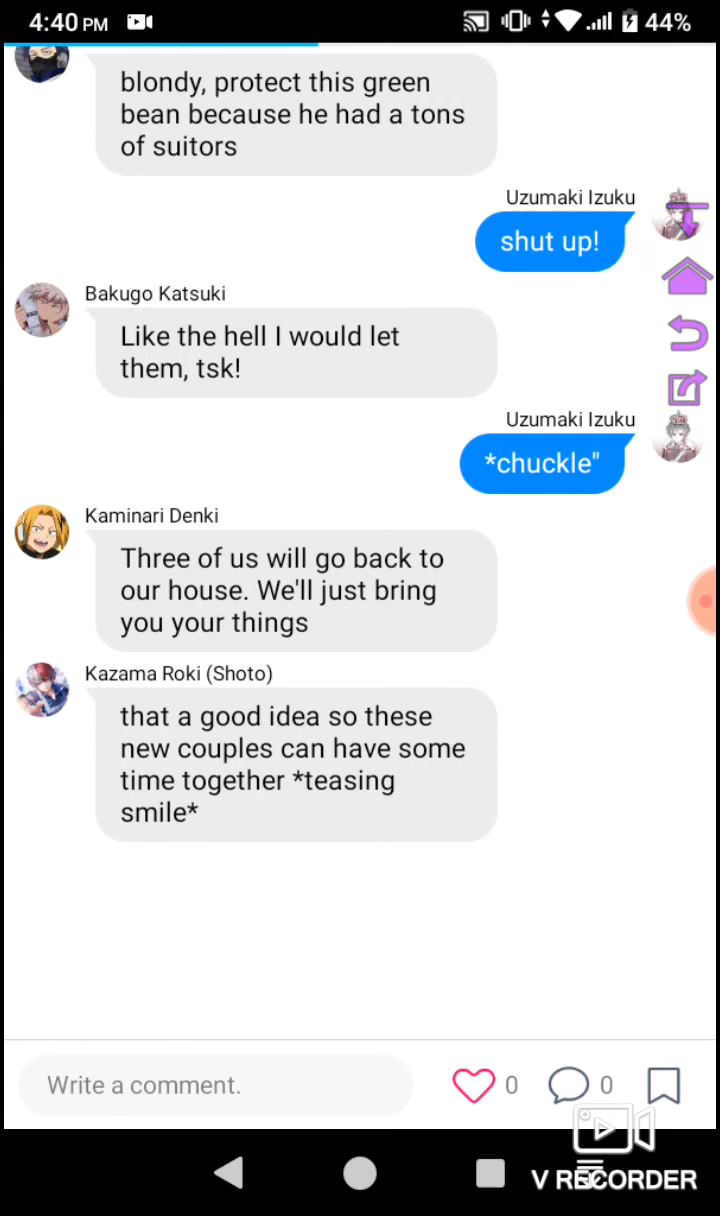 4:40 PM
44%
blondy, protect this green
bean because he had a tons
of suitors
Uzumaki Izuku
shut up!
Bakugo Katsuki
Like the hell I would let
them, tsk!
Uzumaki Izuku
*chuckle"
Kaminari Denki
Three of us will go back to
our house. We'll just bring
you your things
Kazama Roki (Shoto)
that a good idea so these
new couples can have some
time together *teasing
smile*
Write a comment.
0
0
V RECORDER